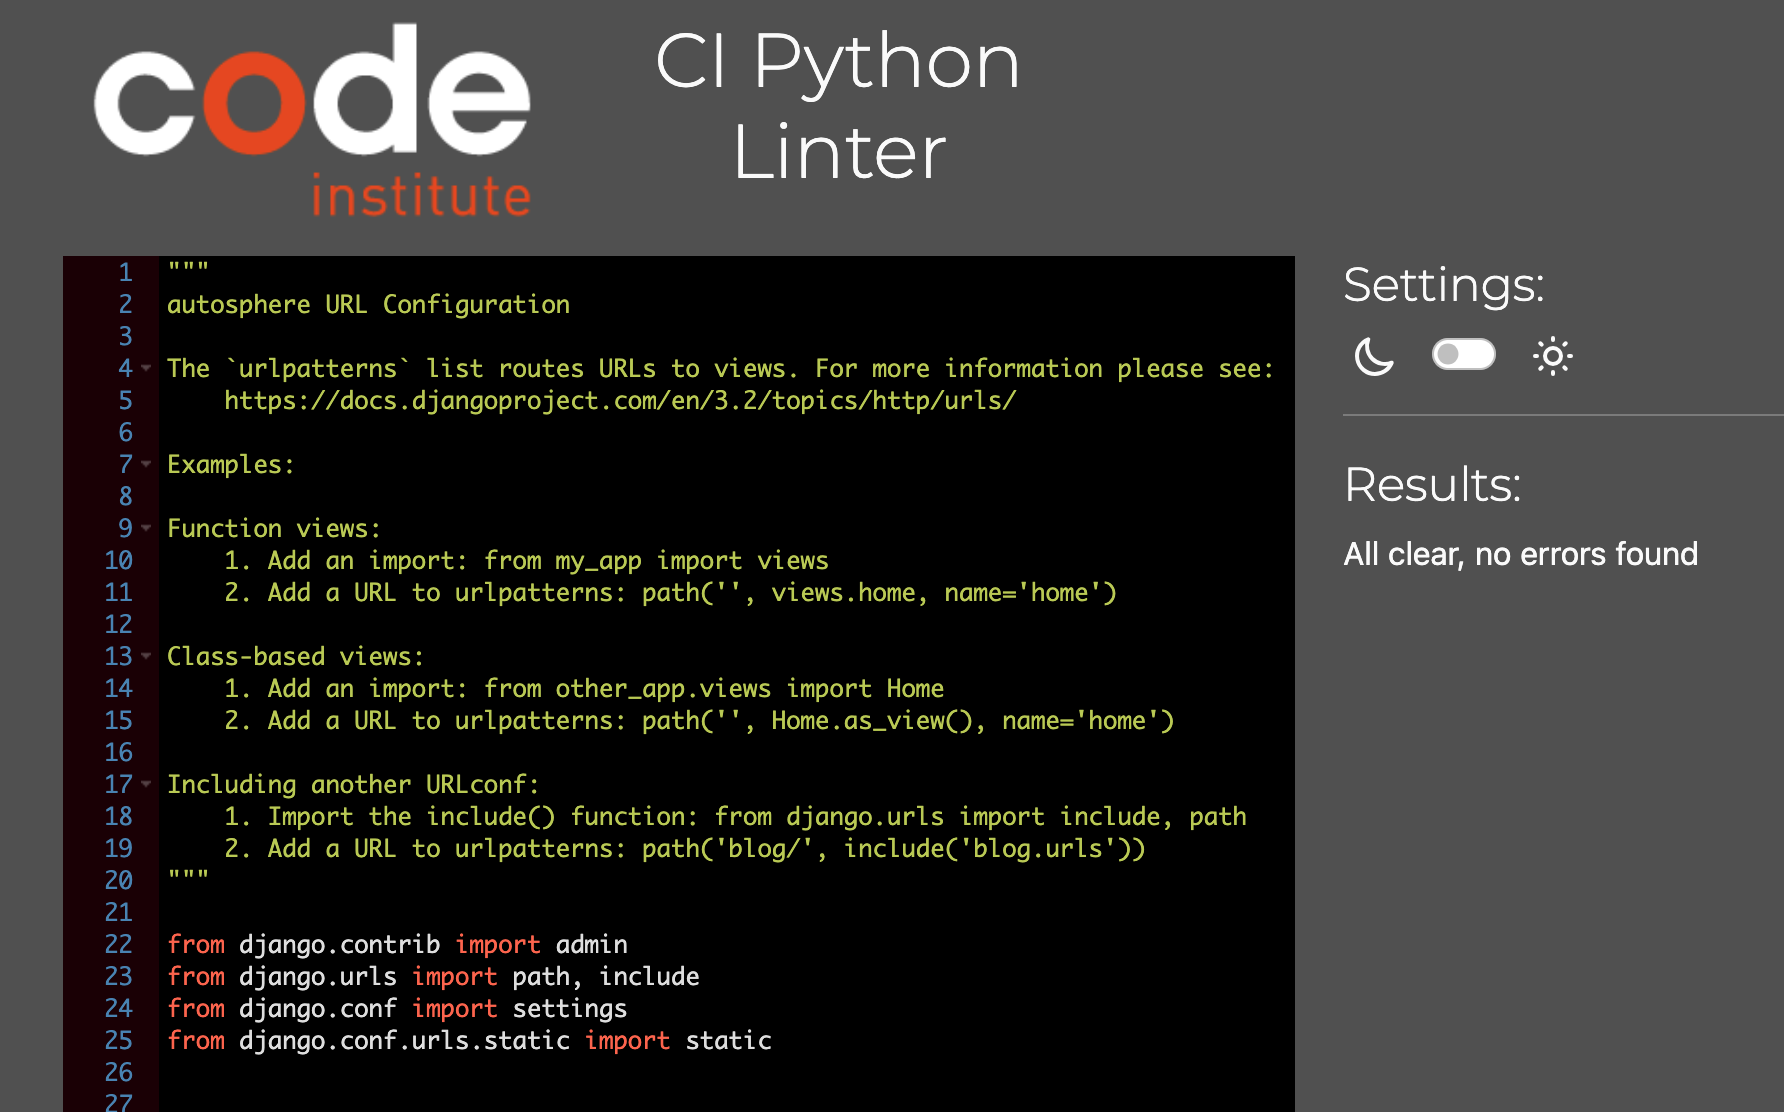 code
institute
CI Python
Linter
1 """
2 autosphere URL Configuration
3
4 The `urlpatterns` list routes URLs to views. For more information please see:
5     https://docs.djangoproject.com/en/3.2/topics/http/urls/
6
7 Examples:
8
9 Function views:
10     1. Add an import: from my_app import views
11     2. Add a URL to urlpatterns: path('', views.home, name='home')
12
13 Class-based views:
14     1. Add an import: from other_app.views import Home
15     2. Add a URL to urlpatterns: path('', Home.as_view(), name='home')
16
17 Including another URLconf:
18     1. Import the include() function: from django.urls import include, path
19     2. Add a URL to urlpatterns: path('blog/', include('blog.urls'))
20 """
21
22 from django.contrib import admin
23 from django.urls import path, include
24 from django.conf import settings
25 from django.conf.urls.static import static
26
27
Settings:
Results:
All clear, no errors found